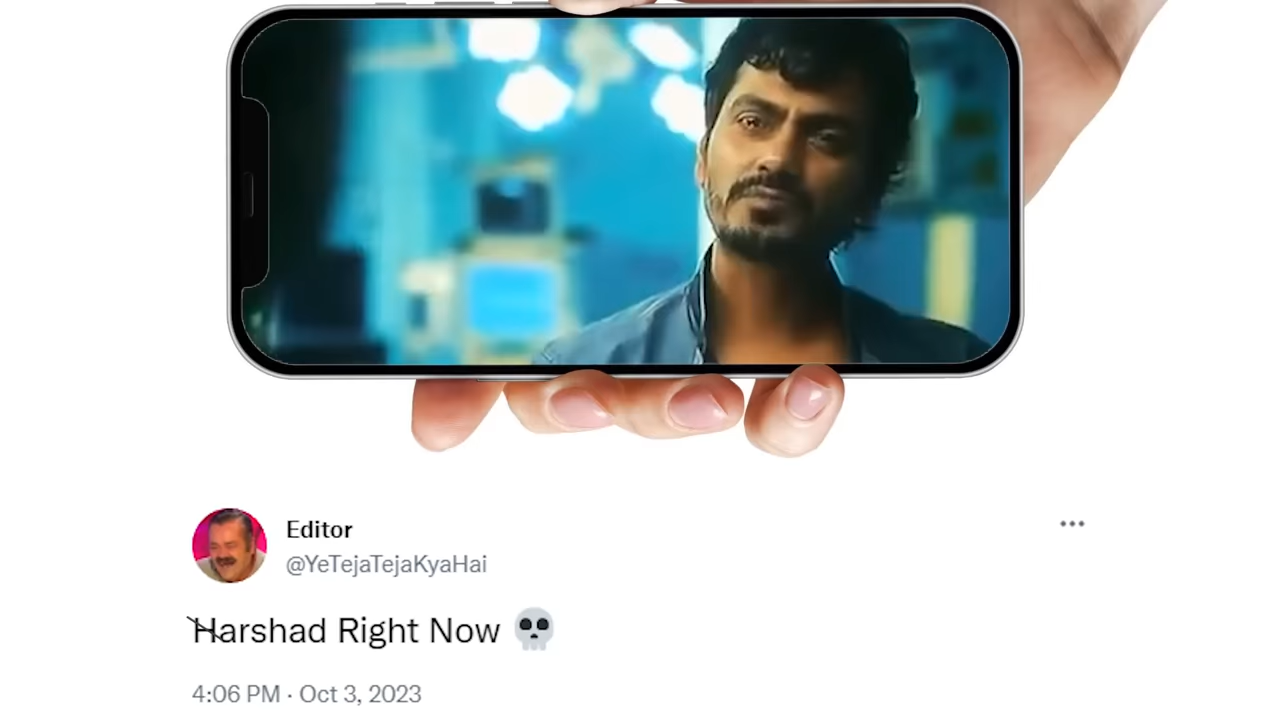 Editor
@YeTejaTejaKyaHai
Harshad Right Now 💀
4:06 PM · Oct 3, 2023